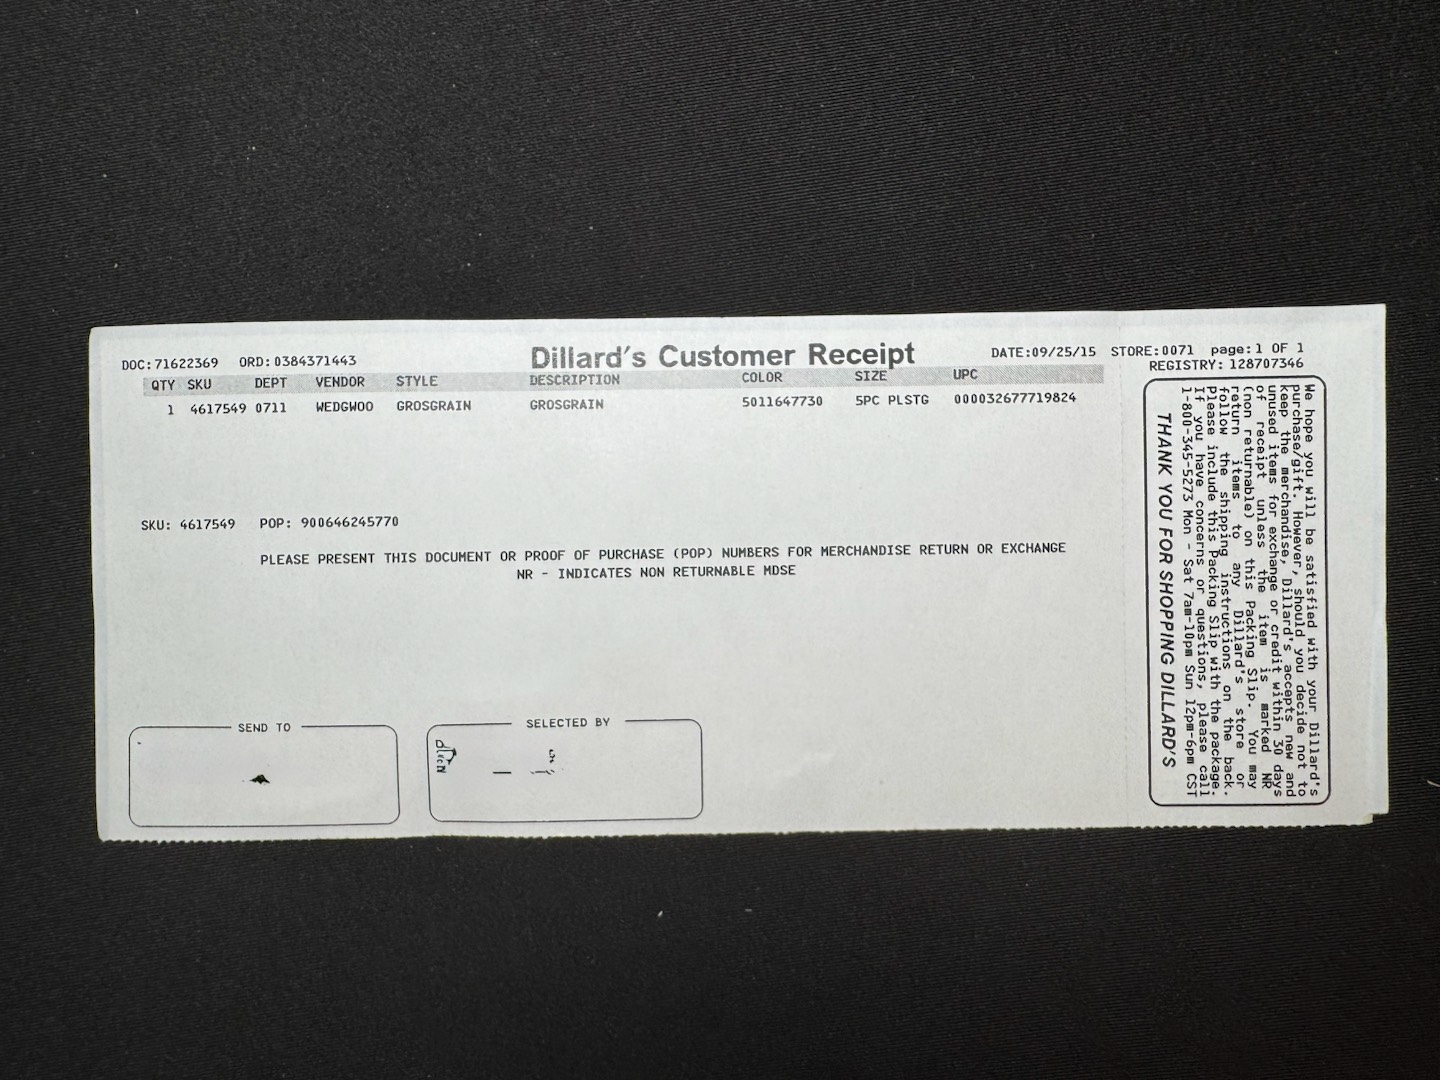 Dillard's Customer Receipt
DOC:71622369 ORD:0384371443
DATE:09/25/15 STORE:0071 page:1 OF 1
REGISTRY: 128707346
QTY SKU DEPT VENDOR STYLE DESCRIPTION COLOR SIZE UPC
1 4617549 0711 WEDGWOO GROSGRAIN GROSGRAIN 5011647730 5PC PLSTG 000032677719824
SKU: 4617549 POP: 900646245770
PLEASE PRESENT THIS DOCUMENT OR PROOF OF PURCHASE (POP) NUMBERS FOR MERCHANDISE RETURN OR EXCHANGE
NR - INDICATES NON RETURNABLE MDSE
SEND TO
SELECTED BY
We hope you will be satisfied with your Dillard's
purchase/gift. However, should you decide not to
keep the merchandise, Dillard's accepts new and
unused items for exchange or credit within 30 days
of receipt unless the item is marked NR
(non returnable) on this Packing Slip. You may
return items to any Dillard's store or
follow the shipping instructions on the back.
Please include this Packing Slip with the package.
If you have concerns or questions, please call
1-800-345-5273 Mon - Sat 7am-10pm Sun 12pm-6pm CST
THANK YOU FOR SHOPPING DILLARD'S